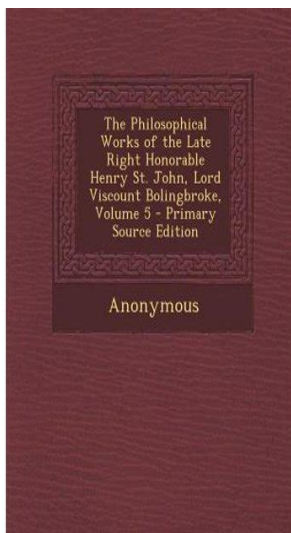 The Philosophical
Works of the Late
Right Honorable
Henry St. John, Lord
Viscount Bolingbroke,
Volume 5 - Primary
Source Edition
Anonymous